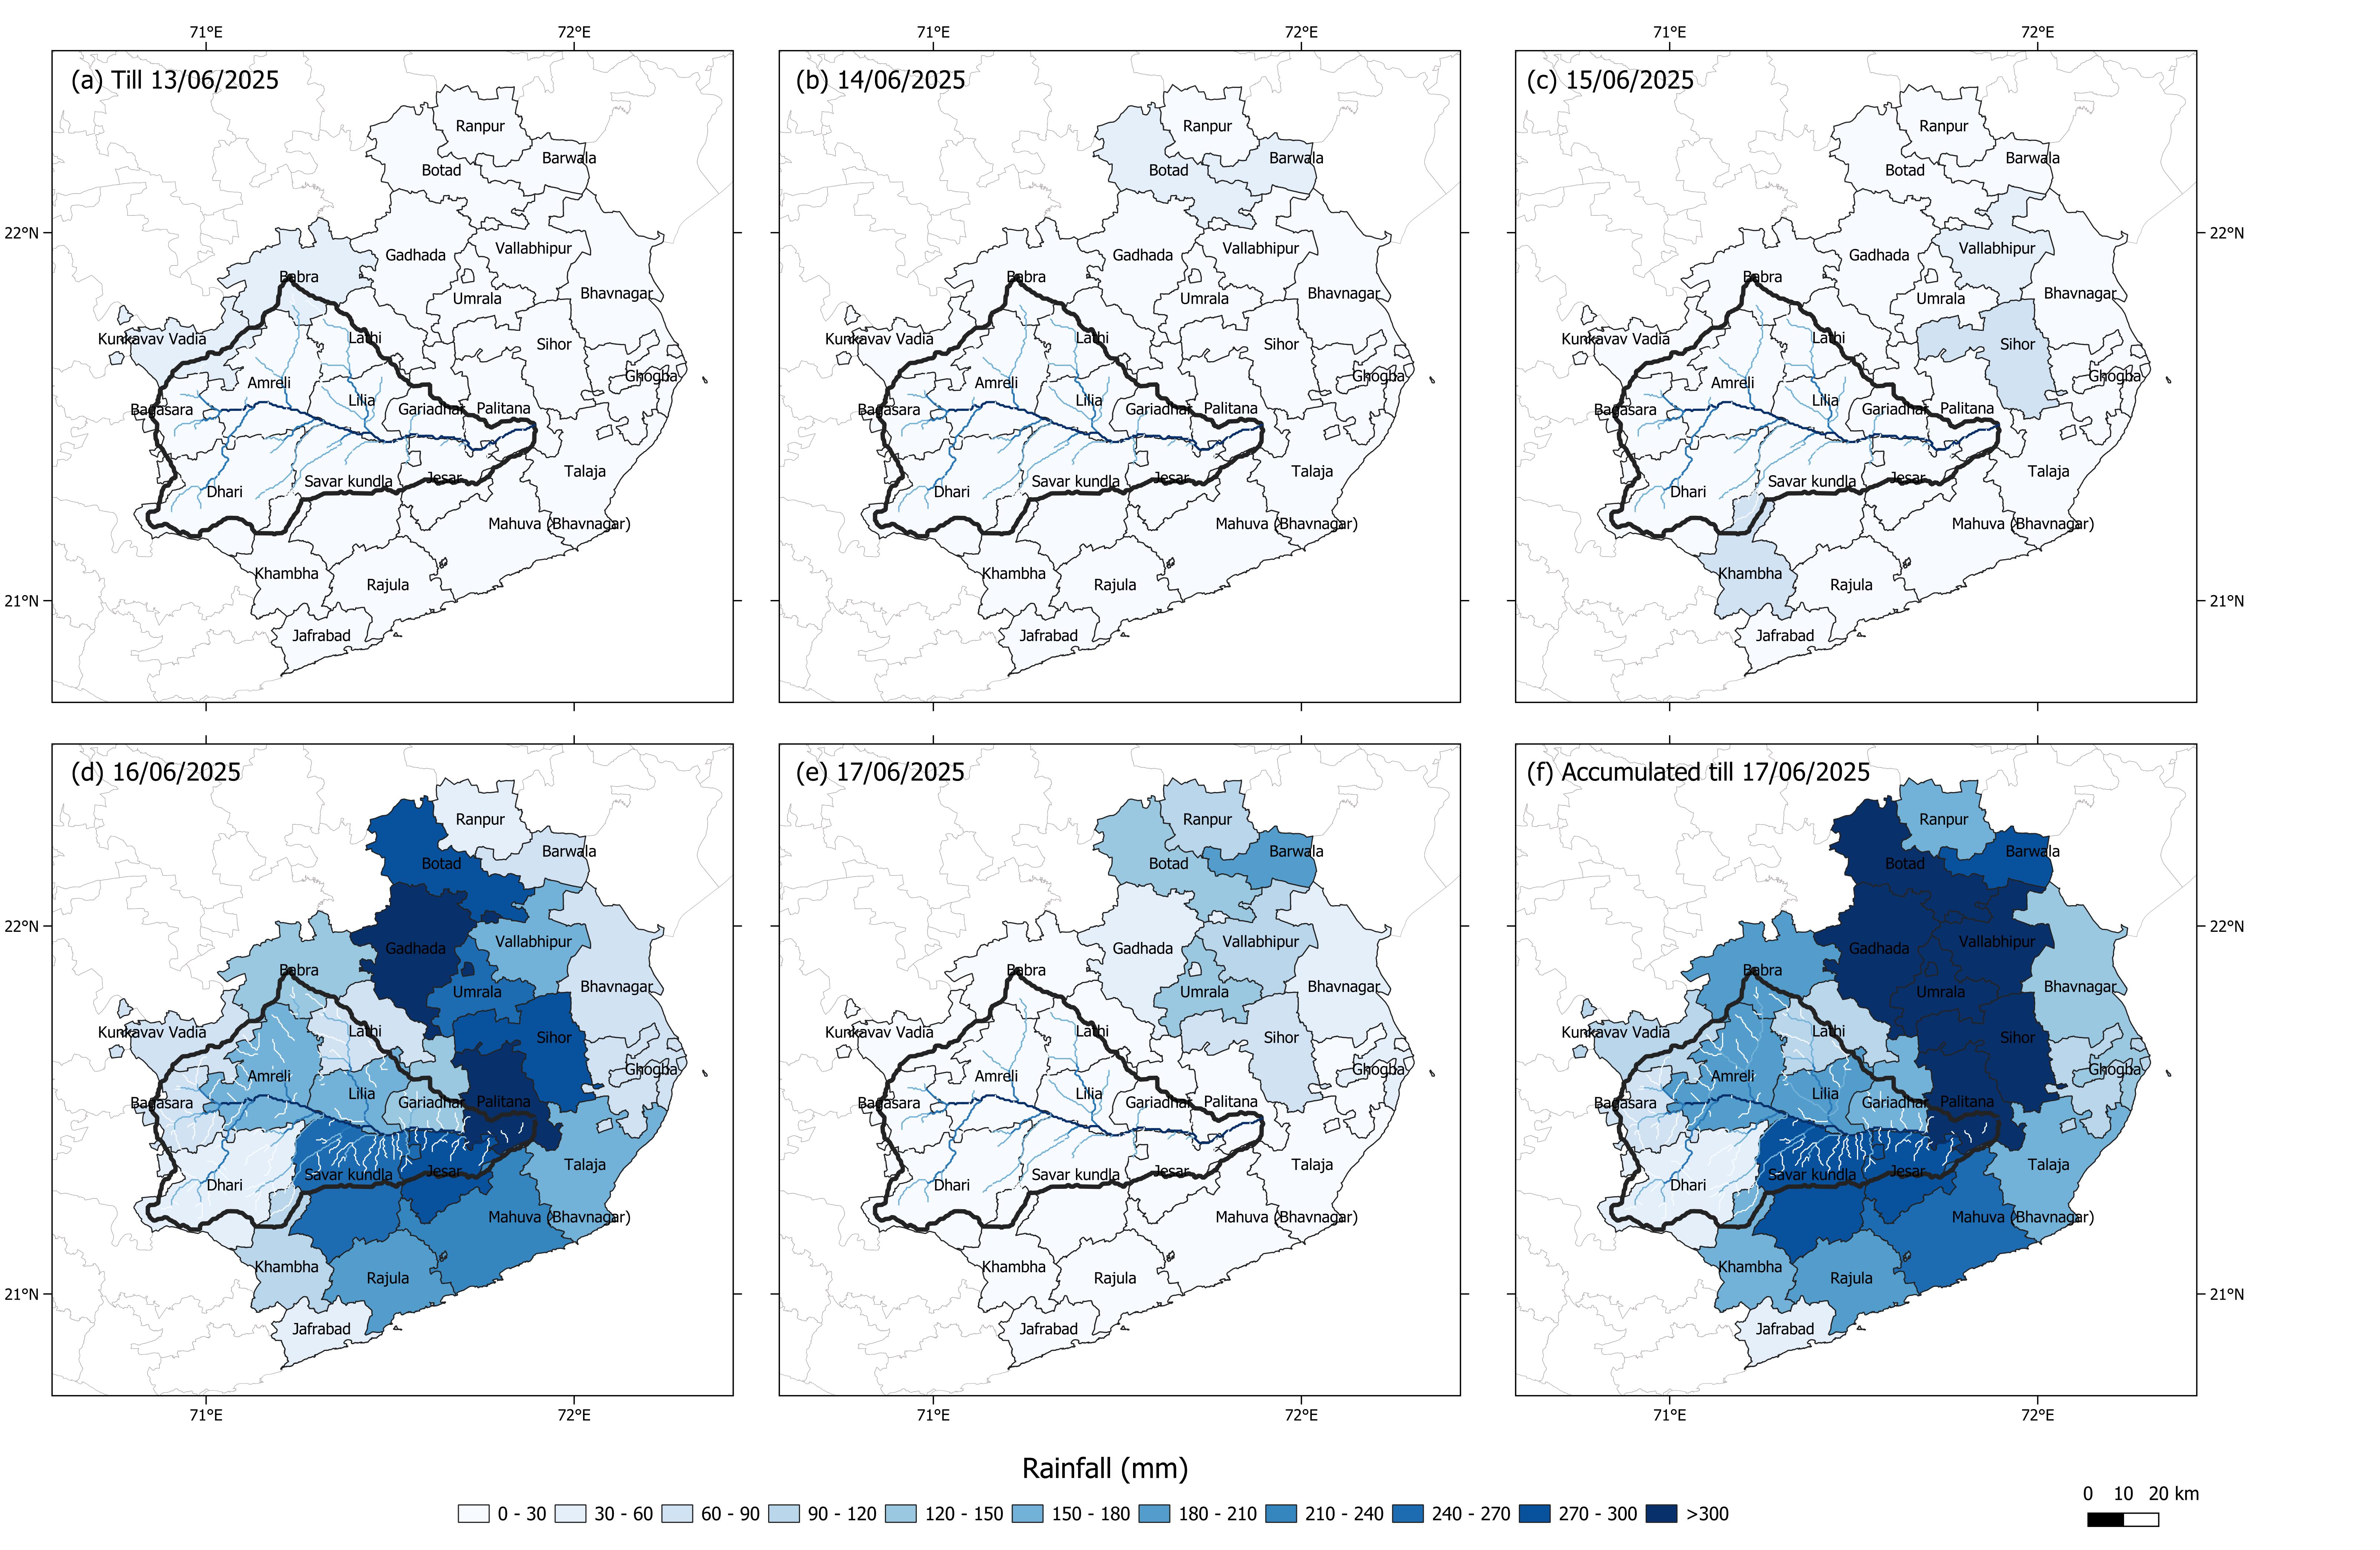 71°E 72°E 71°E 72°E 71°E 72°E
(a) Till 13/06/2025
Ranpur
Barwala
Botad
22°N
Vallabhipur
Gadhada
Babra
Bhavnagar
Umrala
Kunkavav Vadia
Lathi
Sihor
Ghogba
Amreli
Lilia
Bagasara
Gariadhar
Palitana
Talaja
Jesar
Savar kundla
Dhari
Mahuva (Bhavnagar)
21°N
Khambha
Rajula
Jafrabad
(b) 14/06/2025
Ranpur
Barwala
Botad
Vallabhipur
Gadhada
Babra
Bhavnagar
Umrala
Kunkavav Vadia
Lathi
Sihor
Ghogba
Amreli
Lilia
Bagasara
Gariadhar
Palitana
Talaja
Jesar
Savar kundla
Dhari
Mahuva (Bhavnagar)
Khambha
Rajula
Jafrabad
(c) 15/06/2025
Ranpur
Barwala
Botad
22°N
Vallabhipur
Gadhada
Babra
Bhavnagar
Umrala
Kunkavav Vadia
Lathi
Sihor
Ghogba
Amreli
Lilia
Bagasara
Gariadhar
Palitana
Talaja
Jesar
Savar kundla
Dhari
Mahuva (Bhavnagar)
21°N
Khambha
Rajula
Jafrabad
(d) 16/06/2025
Ranpur
Barwala
Botad
22°N
Vallabhipur
Gadhada
Babra
Bhavnagar
Umrala
Kunkavav Vadia
Lathi
Sihor
Ghogba
Amreli
Lilia
Bagasara
Gariadhar
Palitana
Talaja
Jesar
Savar kundla
Dhari
Mahuva (Bhavnagar)
21°N
Khambha
Rajula
Jafrabad
(e) 17/06/2025
Ranpur
Barwala
Botad
Vallabhipur
Gadhada
Babra
Bhavnagar
Umrala
Kunkavav Vadia
Lathi
Sihor
Ghogba
Amreli
Lilia
Bagasara
Gariadhar
Palitana
Talaja
Jesar
Savar kundla
Dhari
Mahuva (Bhavnagar)
Khambha
Rajula
Jafrabad
(f) Accumulated till 17/06/2025
Ranpur
Barwala
Botad
22°N
Vallabhipur
Gadhada
Babra
Bhavnagar
Umrala
Kunkavav Vadia
Lathi
Sihor
Ghogba
Amreli
Lilia
Bagasara
Gariadhar
Palitana
Talaja
Jesar
Savar kundla
Dhari
Mahuva (Bhavnagar)
21°N
Khambha
Rajula
Jafrabad
71°E 72°E 71°E 72°E 71°E 72°E
Rainfall (mm)
0 - 30 30 - 60 60 - 90 90 - 120 120 - 150 150 - 180 180 - 210 210 - 240 240 - 270 270 - 300 >300
0 10 20 km